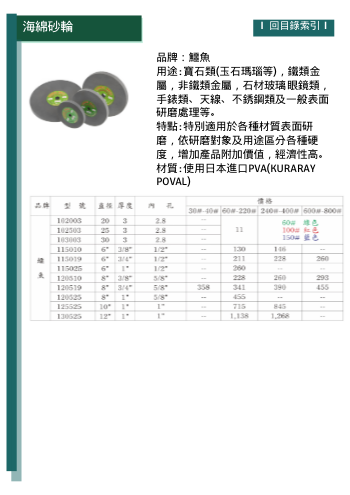 海綿砂輪
回目錄索引
品牌：鱷魚
用途:寶石類(玉石瑪瑙等)，鐵類金
屬，非鐵類金屬，石材玻璃眼鏡類，
手錶類、天線、不銹鋼類及一般表面
研磨處理等。
特點:特別適用於各種材質表面研
磨，依研磨對象及用途區分各種硬
度，增加產品附加價值，經濟性高。
材質:使用日本進口PVA(KURARAY
POVAL)
品牌 型號 直徑 厚度 內孔 價格
30#-40# 60#-220# 240#-400# 600#-800#
鱷魚
102003 20 3 2.8 -- 11 60# 綠色
102503 25 3 2.8 -- 100# 紅色
103003 30 3 2.8 -- 150# 藍色
115010 6" 3/8" 1/2" -- 130 146 --
115019 6" 3/4" 1/2" -- 211 228 260
115025 6" 1" 1/2" -- 260 -- --
120510 8" 3/8" 5/8" -- 228 260 293
120519 8" 3/4" 5/8" 358 341 390 455
120525 8" 1" 5/8" -- 455 -- --
125525 10" 1" 1" -- 715 845 --
130525 12" 1" 1" -- 1,138 1,268 --